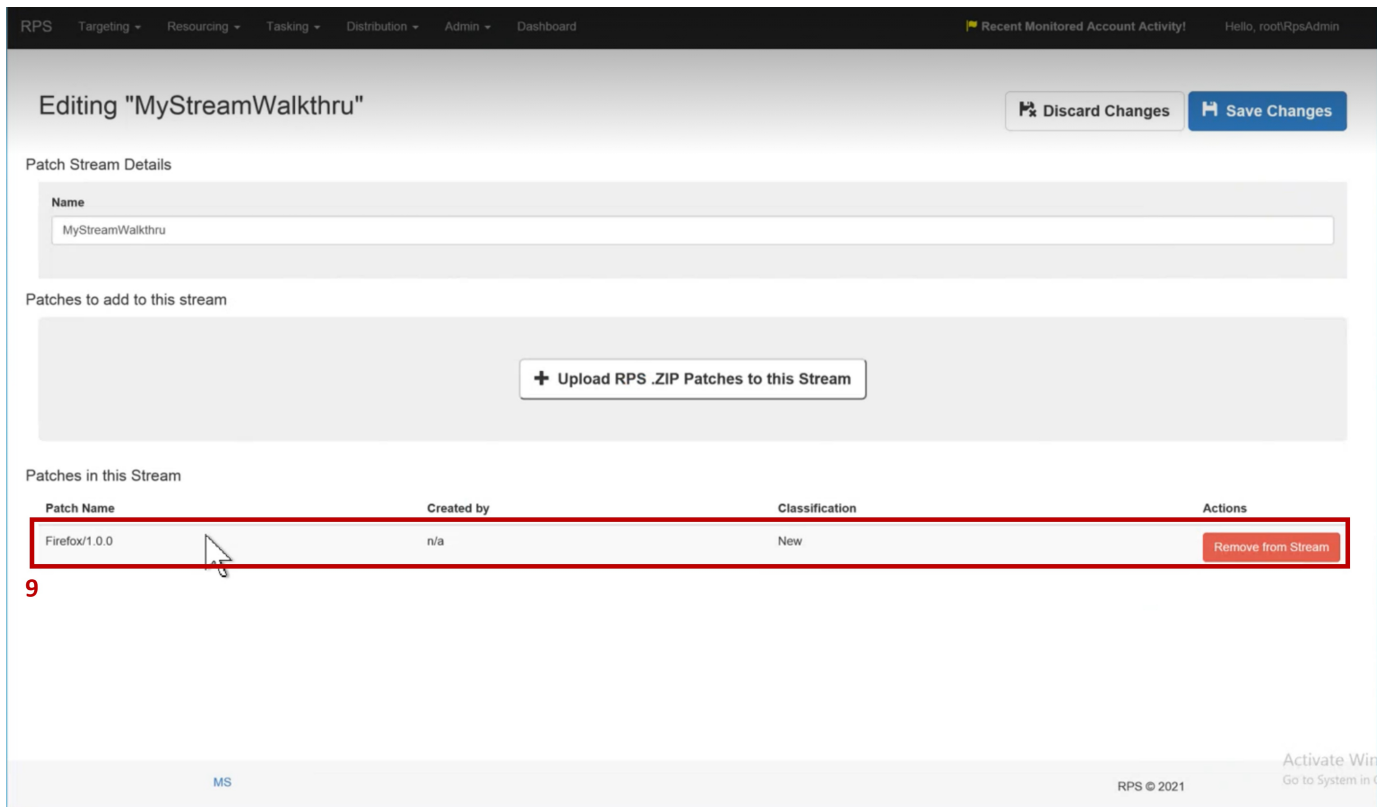 RPS Targeting Resourcing Tasking Distribution Admin Dashboard Recent Monitored Account Activity! Hello, root\RpsAdmin
Editing "MyStreamWalkthru"
Discard Changes Save Changes
Patch Stream Details
Name
MyStreamWalkthru
Patches to add to this stream
+ Upload RPS .ZIP Patches to this Stream
Patches in this Stream
Patch Name Created by Classification Actions
Firefox/1.0.0 n/a New Remove from Stream
9
Activate Win
MS RPS © 2021 Go to System in